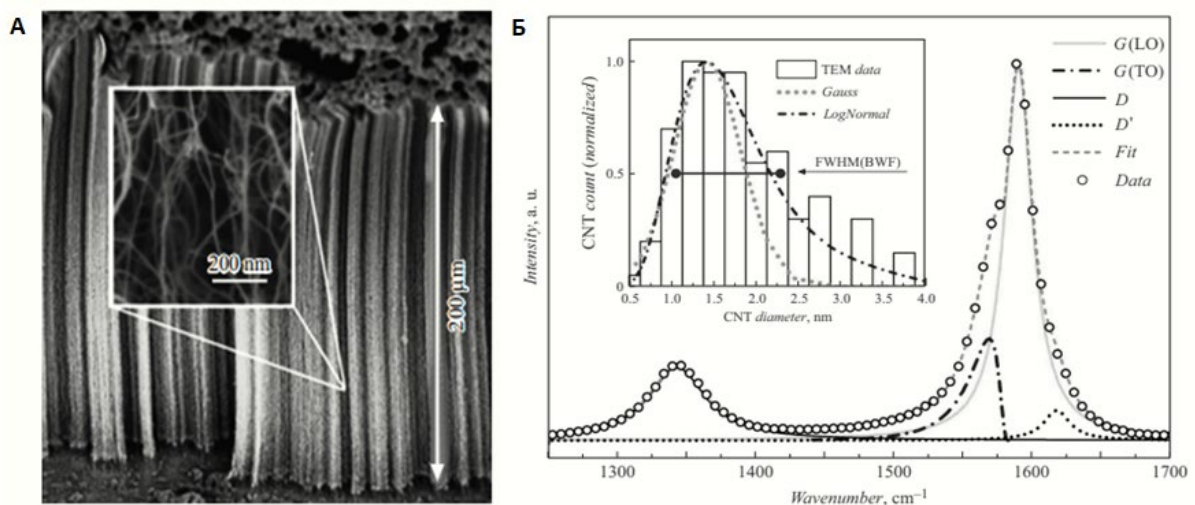 А
200 nm
200 μm
Б
Intensity, a. u.
CNT count (normalized)
1.0
0.5
0
TEM data
Gauss
LogNormal
FWHM(BWF)
0.5 1.0 1.5 2.0 2.5 3.0 3.5 4.0
CNT diameter, nm
G(LO)
G(TO)
D
D'
Fit
Data
1300 1400 1500 1600 1700
Wavenumber, cm⁻¹